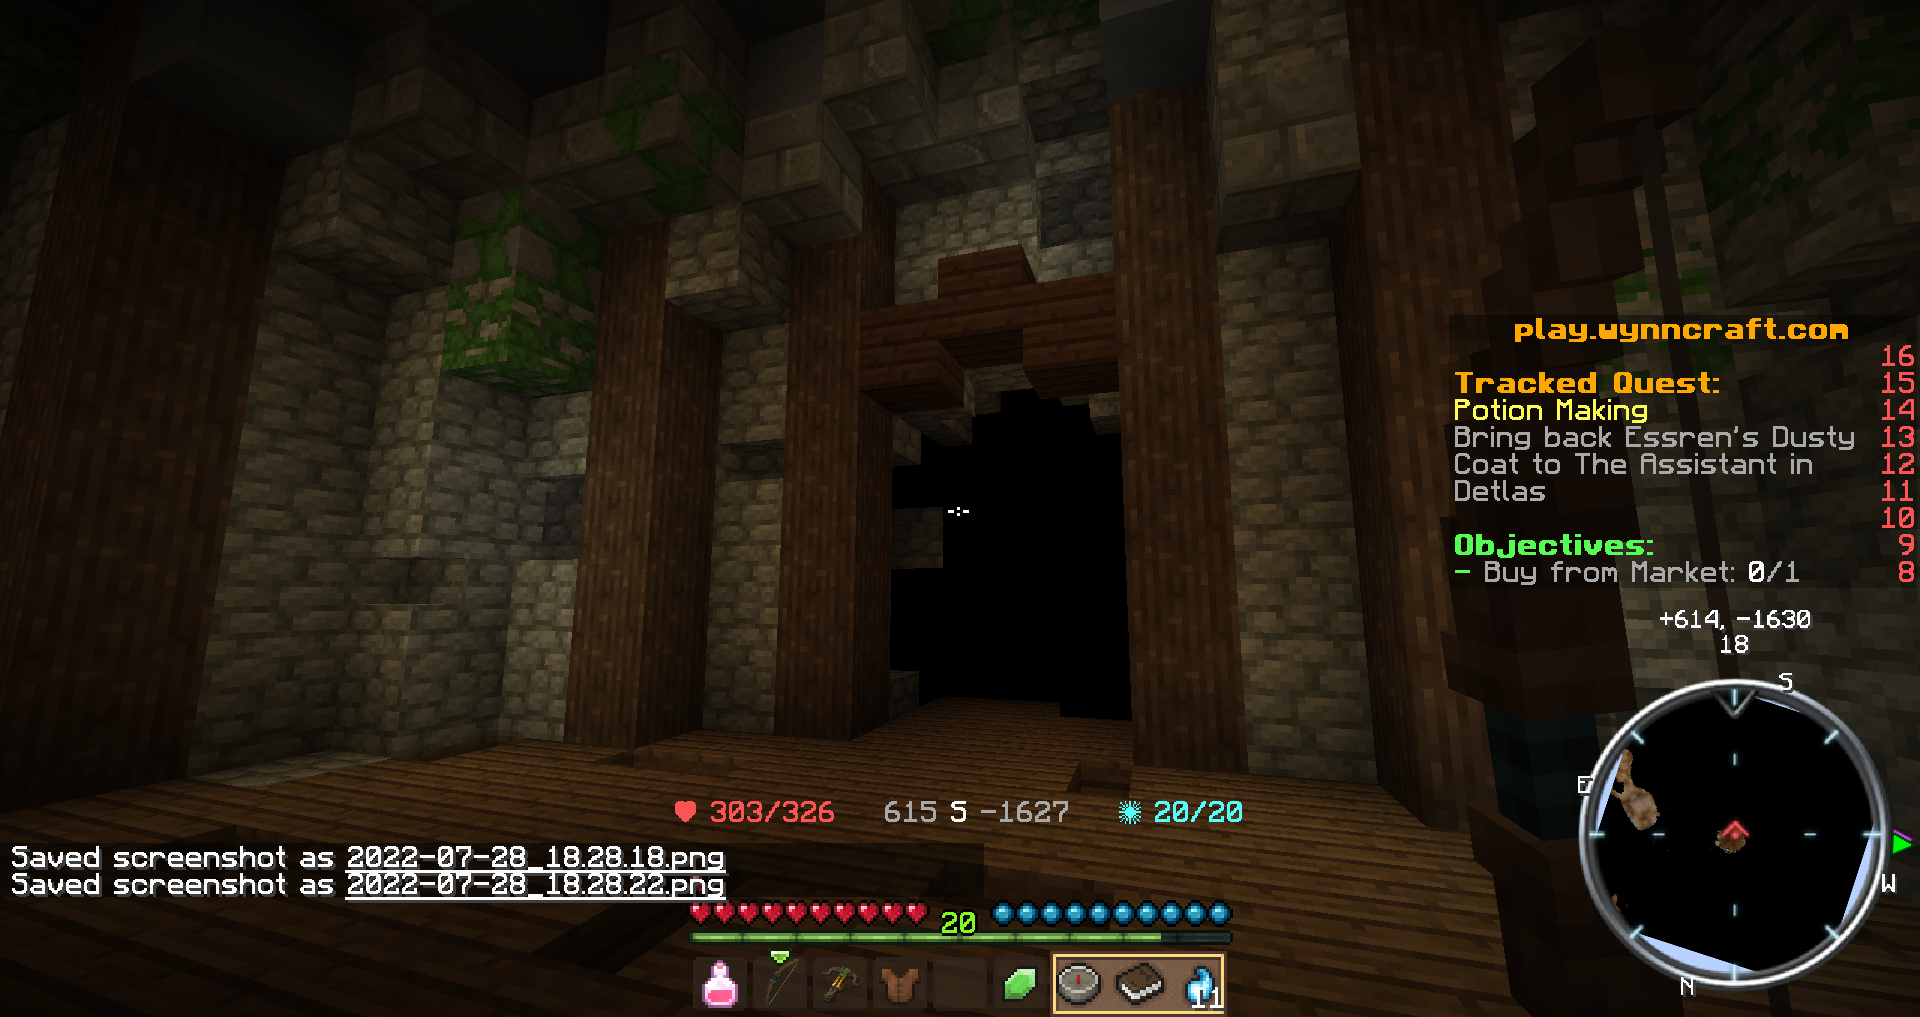 play.wynncraft.com
16
Tracked Quest: 15
Potion Making 14
Bring back Essren's Dusty 13
Coat to The Assistant in 12
Detlas 11
10
Objectives: 9
- Buy from Market: 0/1 8
+614, -1630
18
S
E
W
N
303/326 615 S -1627 20/20
Saved screenshot as 2022-07-28_18.28.18.png
Saved screenshot as 2022-07-28_18.28.22.png
20
11